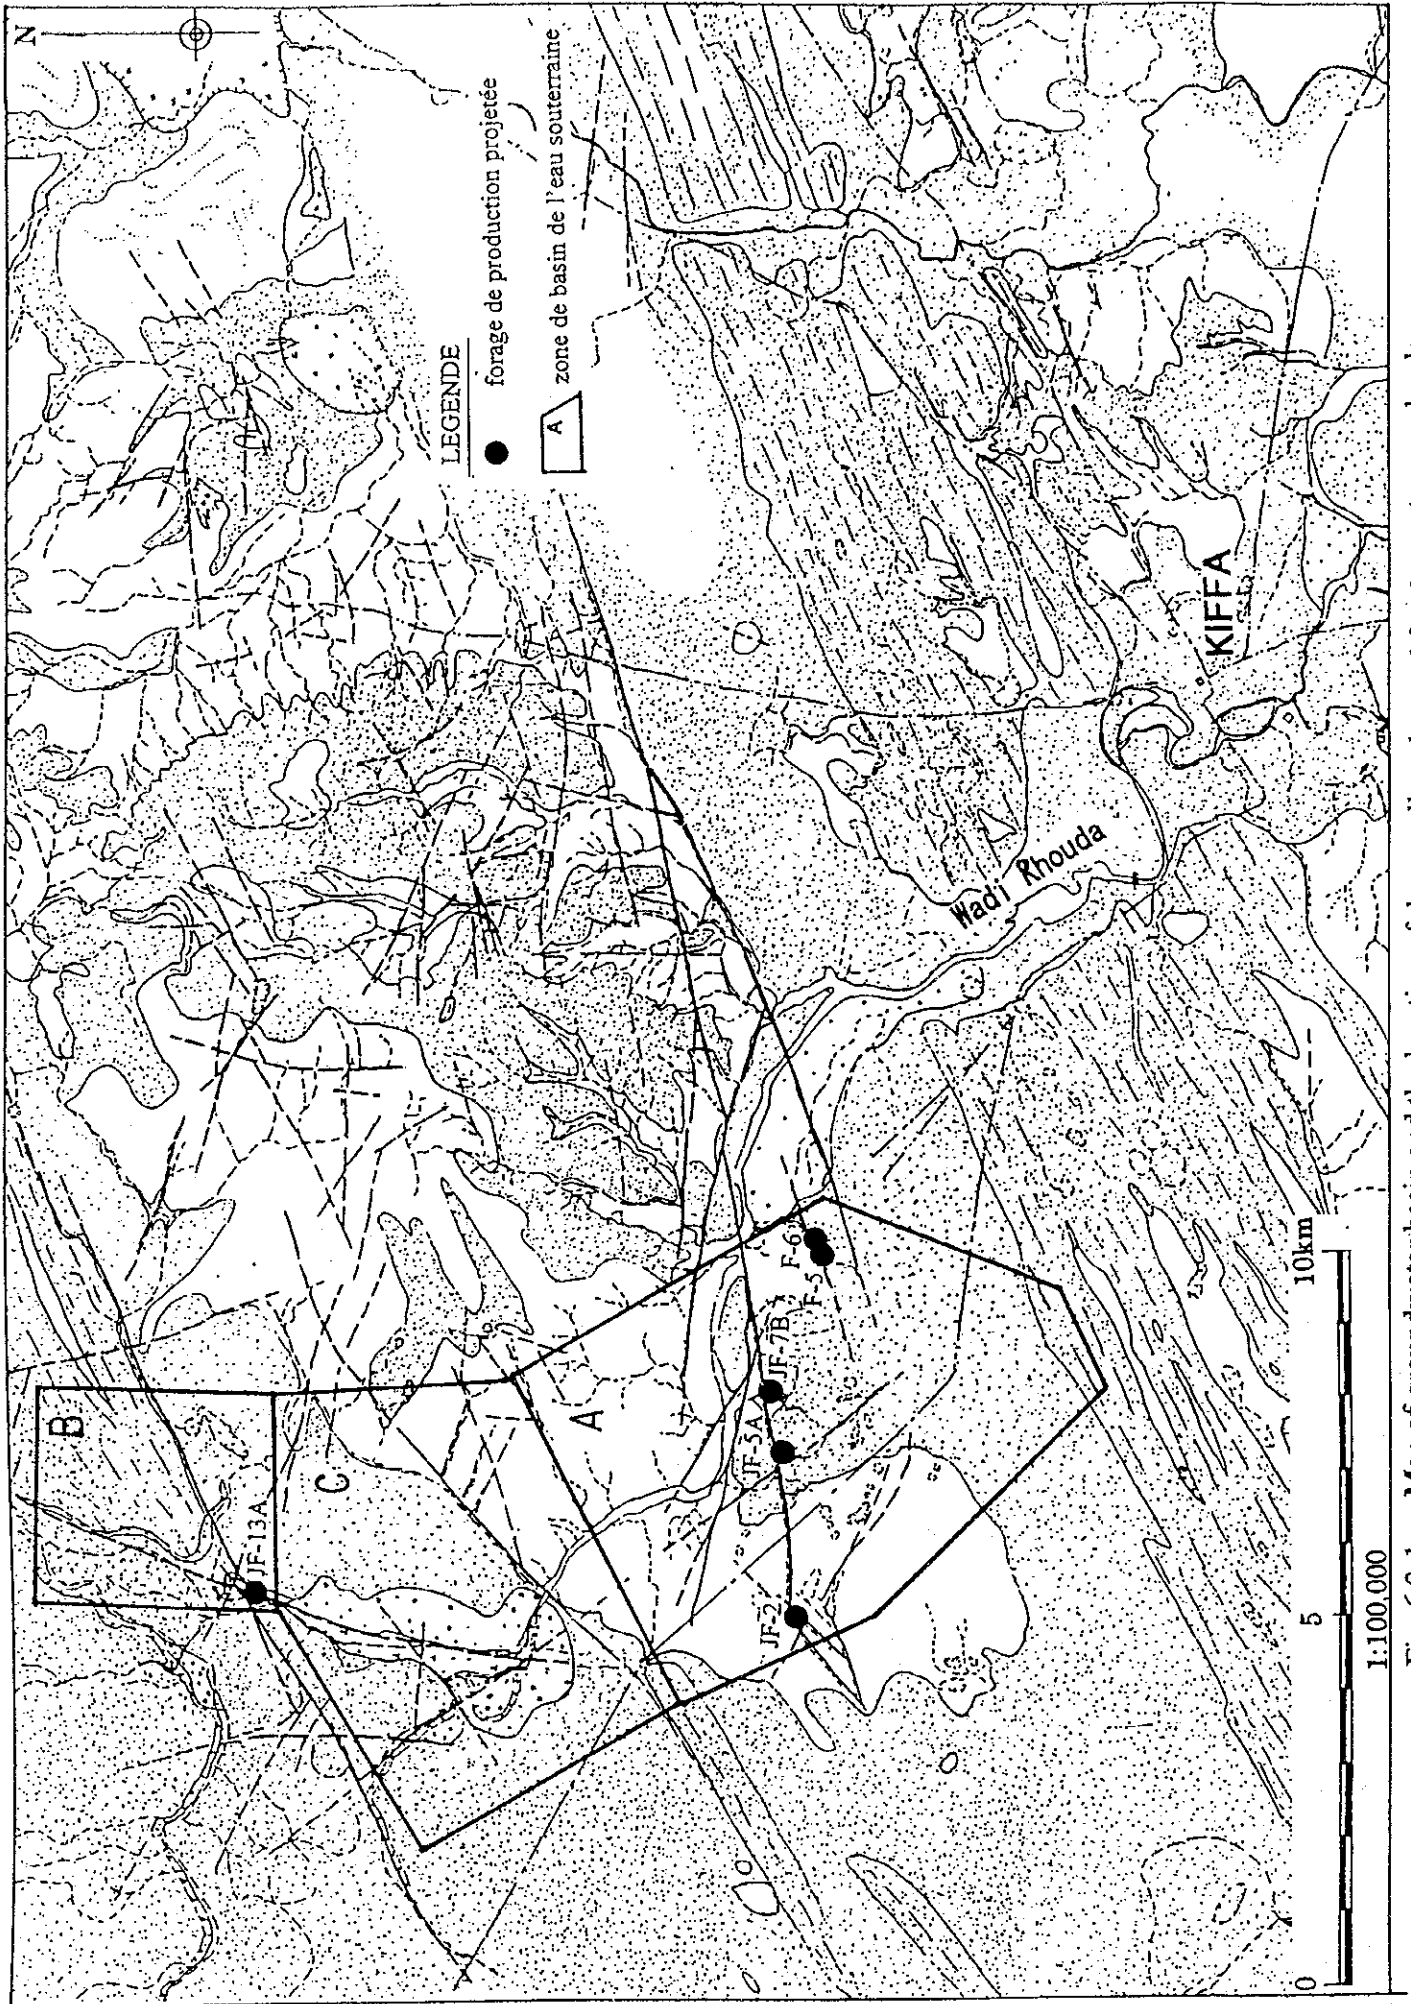 N
LEGENDE
forage de production projetée
A
zone de basin de l'eau souterraine
B
JF-13A
C
A
JF-2
JF-5A
JF-7B
F-5
F-6
Wadi Rhouda
KIFFA
0
5
10km
1:100,000